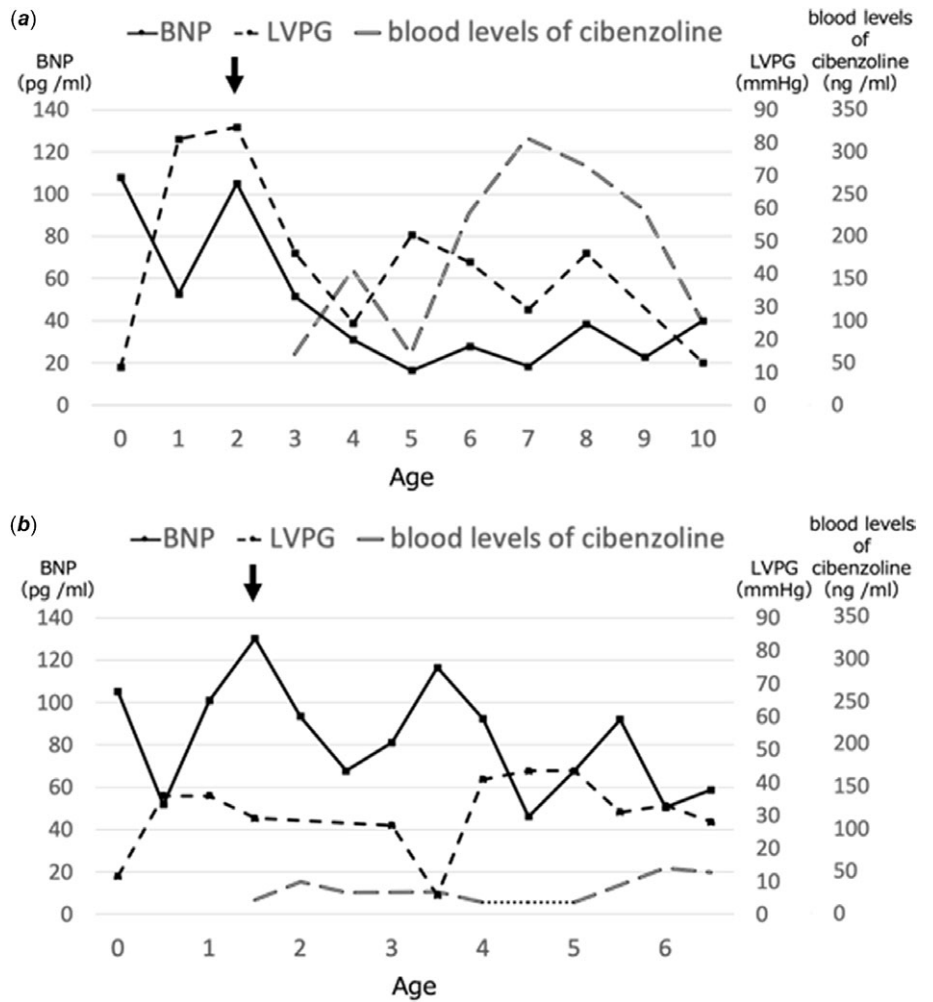 (a)
BNP LVPG blood levels of cibenzoline
BNP
(pg /ml)
LVPG
(mmHg)
blood levels
of
cibenzoline
(ng /ml)
140 90 350
120 80 300
100 70 250
80 60 200
60 50 150
40 40 100
20 30 50
0 20 0
10
0
0 1 2 3 4 5 6 7 8 9 10
Age
(b)
BNP LVPG blood levels of cibenzoline
BNP
(pg /ml)
LVPG
(mmHg)
blood levels
of
cibenzoline
(ng /ml)
140 90 350
120 80 300
100 70 250
80 60 200
60 50 150
40 40 100
20 30 50
0 20 0
10
0
0 1 2 3 4 5 6
Age